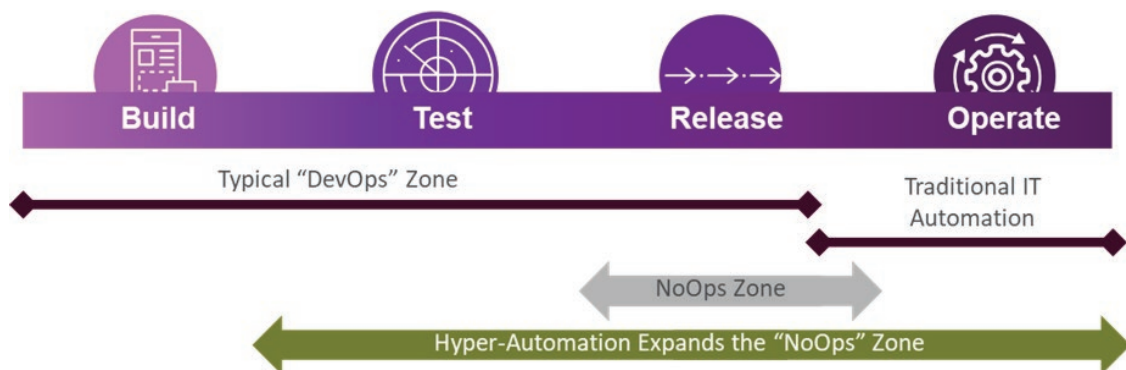 Build Test Release Operate
Typical “DevOps” Zone
Traditional IT
Automation
NoOps Zone
Hyper-Automation Expands the “NoOps” Zone